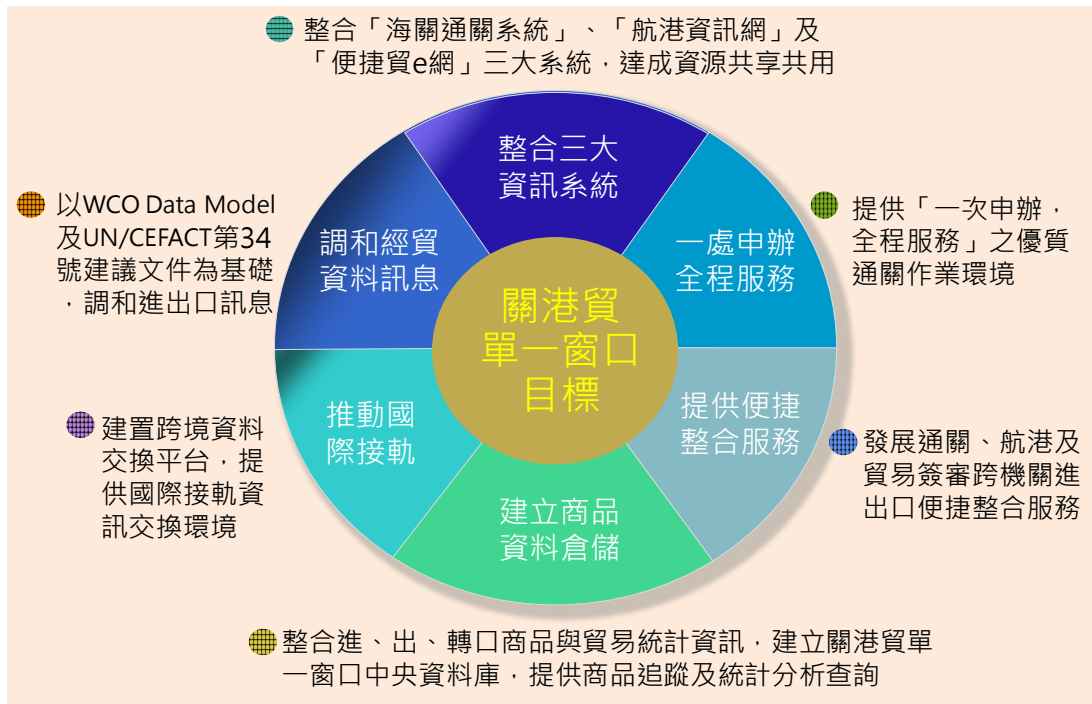 整合「海關通關系統」、「航港資訊網」及
「便捷貿e網」三大系統，達成資源共享共用
整合三大
資訊系統
一處申辦
全程服務
提供「一次申辦，
全程服務」之優質
通關作業環境
提供便捷
整合服務
發展通關、航港及
貿易簽審跨機關進
出口便捷整合服務
建立商品
資料倉儲
整合進、出、轉口商品與貿易統計資訊，建立關港貿單
一窗口中央資料庫，提供商品追蹤及統計分析查詢
推動國
際接軌
建置跨境資料
交換平台，提
供國際接軌資
訊交換環境
調和經貿
資料訊息
以WCO Data Model
及UN/CEFACT第34
號建議文件為基礎
，調和進出口訊息
關港貿
單一窗口
目標